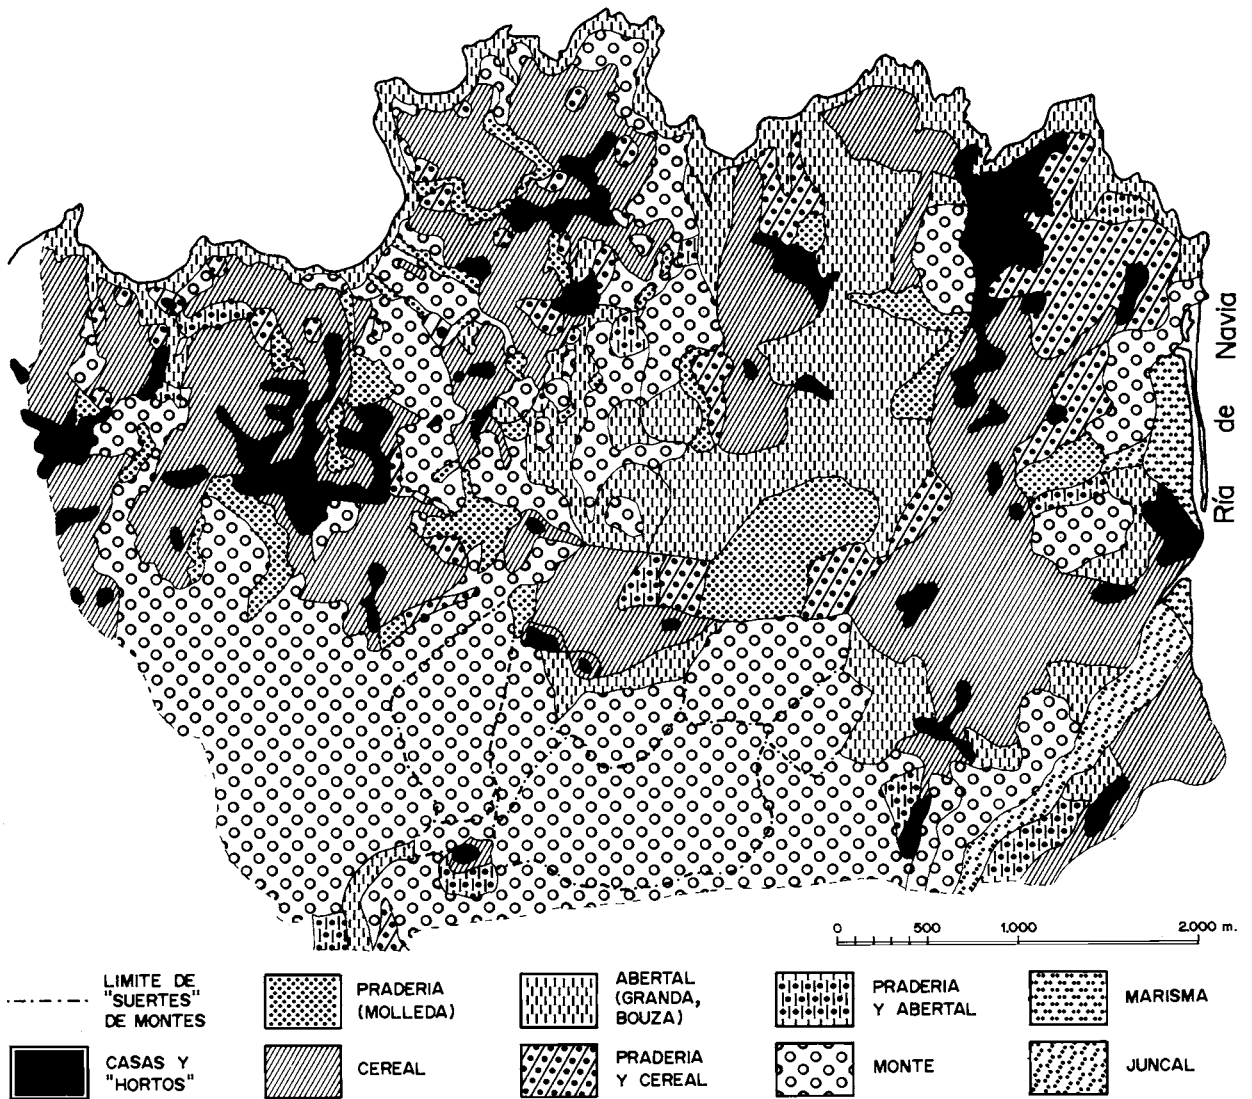 Ría de Navia
0 500 1.000 2.000 m.
LIMITE DE
"SUERTES"
DE MONTES
PRADERIA
(MOLLEDA)
ABERTAL
(GRANDA,
BOUZA)
PRADERIA
Y ABERTAL
MARISMA
CASAS Y
"HORTOS"
CEREAL
PRADERIA
Y CEREAL
MONTE
JUNCAL